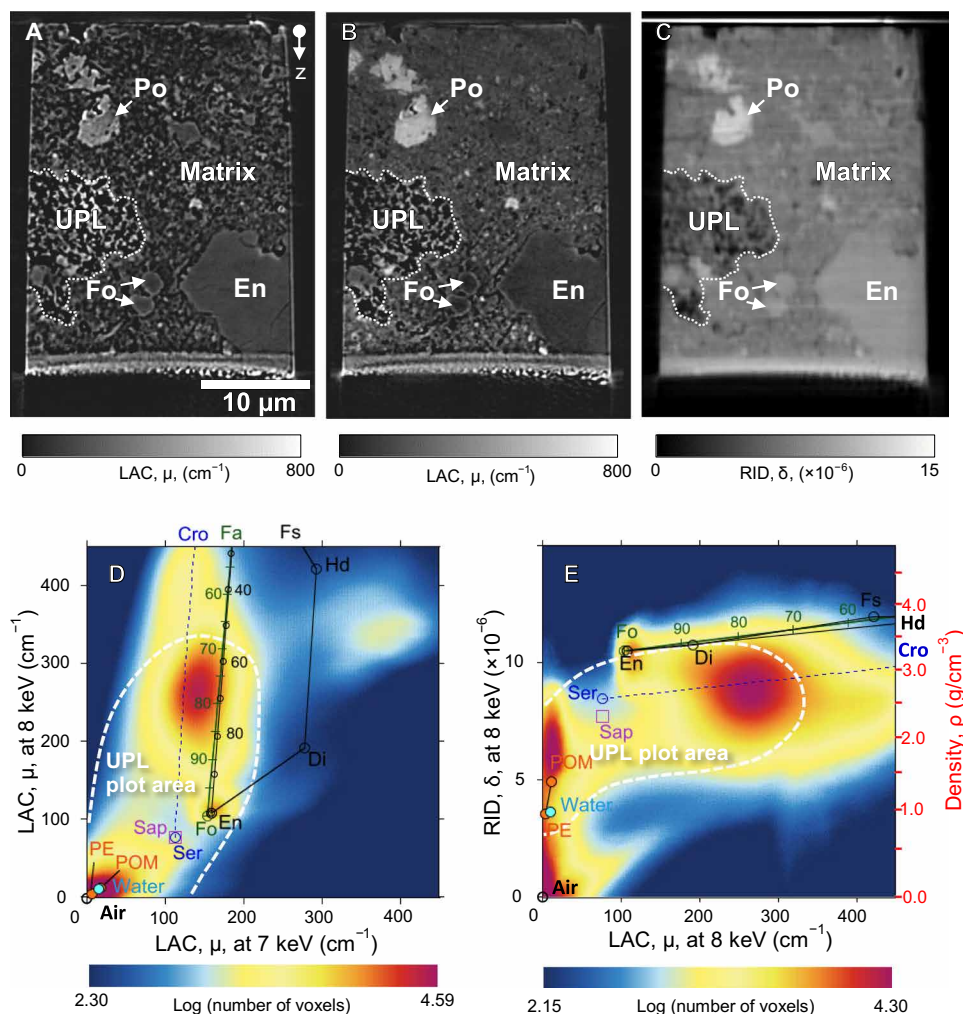 A
z
Po
Matrix
UPL
Fo
En
10 µm
B
Po
Matrix
UPL
Fo
En
C
Po
Matrix
UPL
Fo
En
0
LAC, µ, (cm⁻¹)
800
0
LAC, µ, (cm⁻¹)
800
0
RID, δ, (×10⁻⁶)
15
D
Cro
Fa
Fs
Hd
60
40
70
60
80
80
90
Di
En
Fo
UPL
plot area
Sap
Ser
PE
POM
Water
Air
400
300
200
100
0
LAC, µ, at 8 keV (cm⁻¹)
0
100
200
300
400
LAC, µ, at 7 keV (cm⁻¹)
2.30
Log (number of voxels)
4.59
E
Fs
Hd
Cro
60
70
80
90
Fo
En
Di
Ser
Sap
UPL plot area
POM
Water
PE
Air
10
5
0
RID, δ, at 8 keV (×10⁻⁶)
0
100
200
300
400
LAC, µ, at 8 keV (cm⁻¹)
4.0
3.0
2.0
1.0
0.0
Density, ρ (g/cm⁻³)
2.15
Log (number of voxels)
4.30